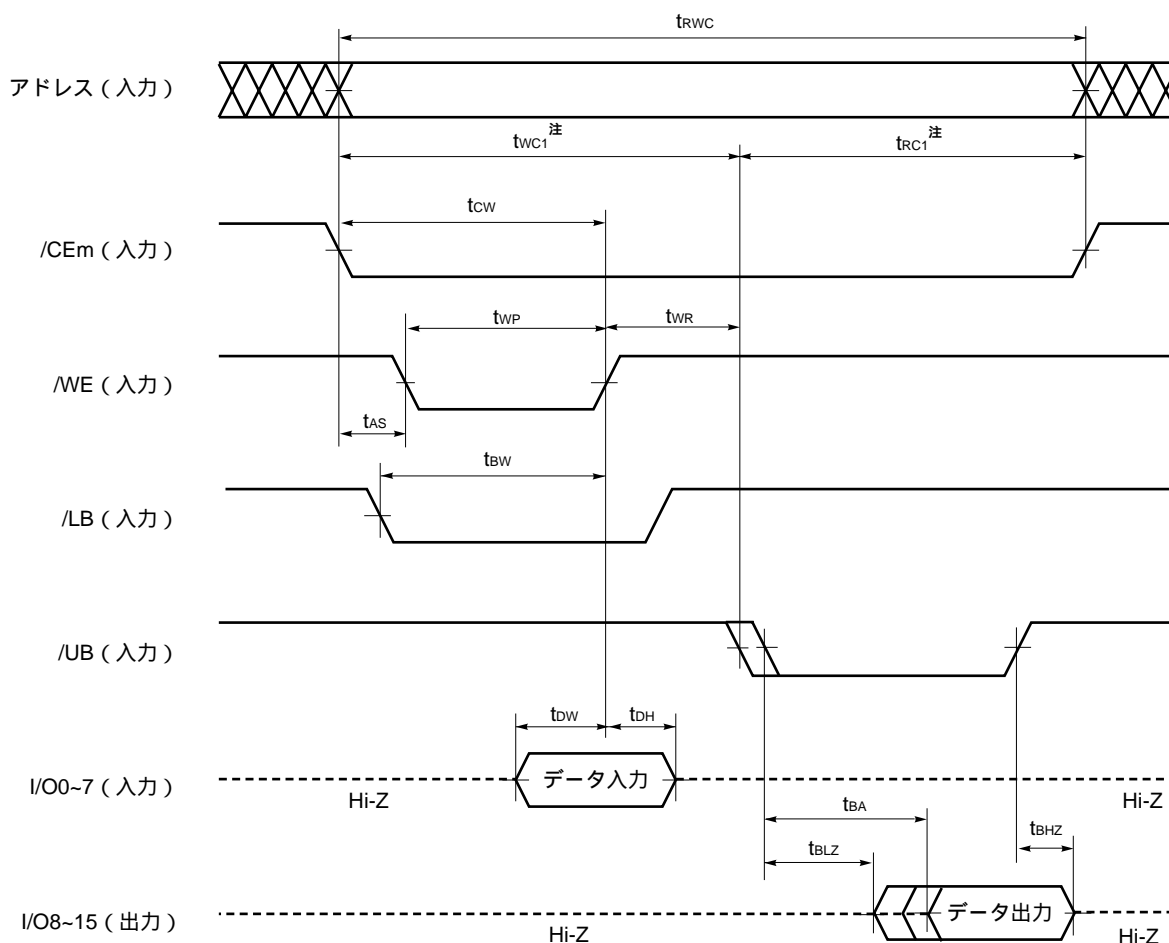 tRWC
アドレス（入力）
tWC1注
tRC1注
tCW
/CEm（入力）
tWP
tWR
/WE（入力）
tAS
tBW
/LB（入力）
/UB（入力）
tDW
tDH
データ入力
I/O0~7（入力）
Hi-Z
Hi-Z
tBA
tBHZ
tBLZ
データ出力
I/O8~15（出力）
Hi-Z
Hi-Z